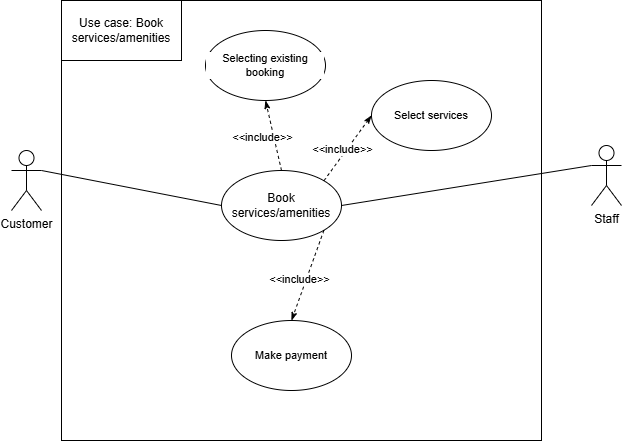 Use case: Book
services/amenities
Selecting existing
booking
Select services
<<include>>
<<include>>
Book
services/amenities
Customer
Staff
<<include>>
Make payment